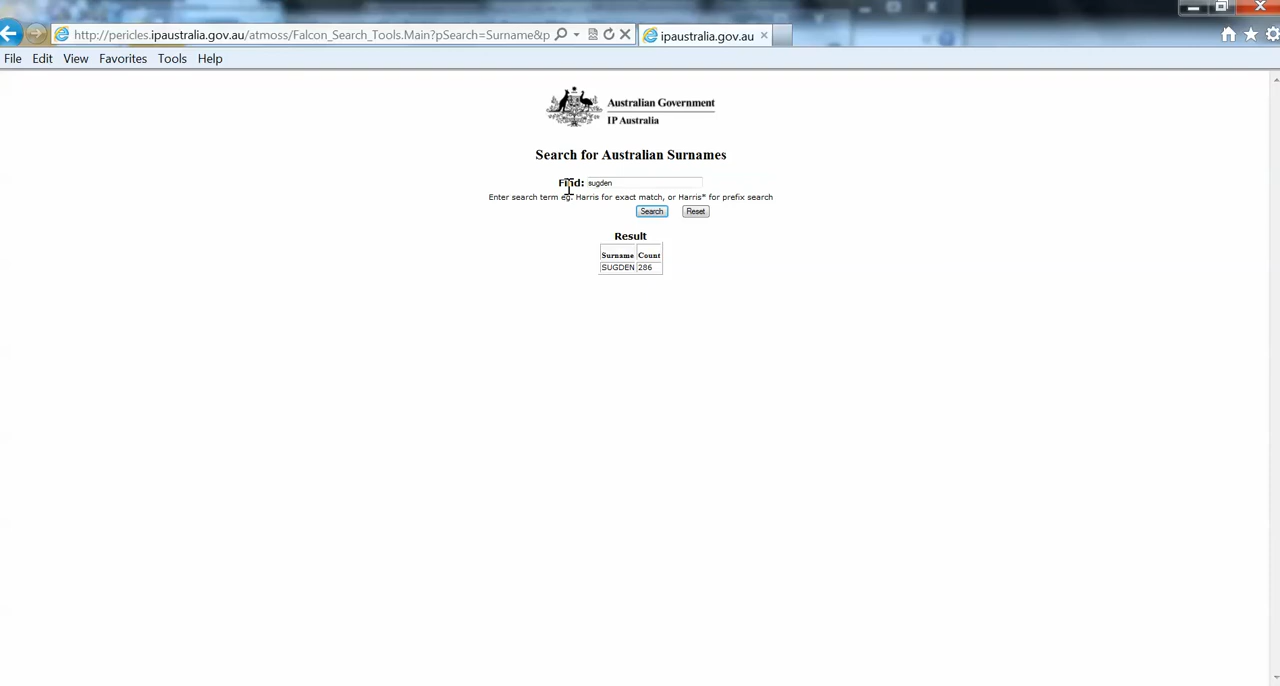 http://pericles.ipaustralia.gov.au/atmoss/Falcon_Search_Tools.Main?pSearch=Surname&p
ipaustralia.gov.au
File Edit View Favorites Tools Help
Australian Government
IP Australia
Search for Australian Surnames
Find: sugden
Enter search term eg. Harris for exact match, or Harris* for prefix search
Search Reset
Result
Surname Count
SUGDEN 286